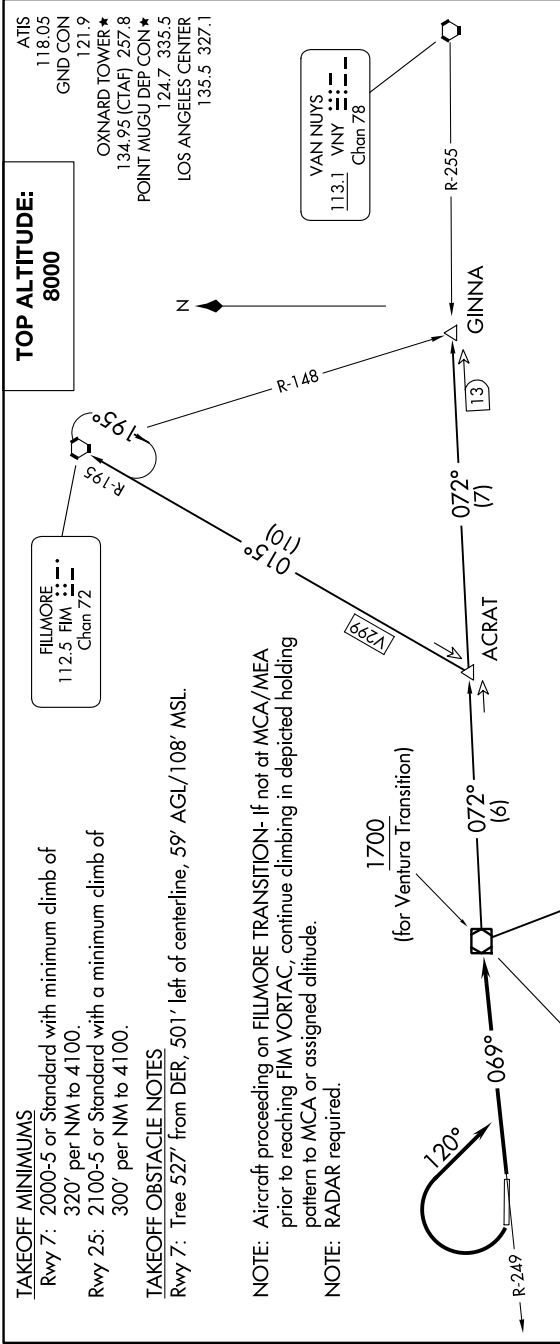 TAKEOFF MINIMUMS
Rwy 7: 2000-5 or Standard with minimum climb of
320' per NM to 4100.
Rwy 25: 2100-5 or Standard with a minimum climb of
300' per NM to 4100.
TAKEOFF OBSTACLE NOTES
Rwy 7: Tree 527' from DER, 501' left of centerline, 59' AGL/108' MSL.
NOTE: Aircraft proceeding on FILLMORE TRANSITION- If not at MCA/MEA
prior to reaching FIM VORTAC, continue climbing in depicted holding
pattern to MCA or assigned altitude.
NOTE: RADAR required.
TOP ALTITUDE:
8000
ATIS
118.05
GND CON
121.9
OXNARD TOWER★
134.95 (CTAF) 257.8
POINT MUGU DEP CON★
124.7 335.5
LOS ANGELES CENTER
135.5 327.1
FILLMORE
112.5 FIM
Chan 72
195°
R-195
R-148
N
VAN NUYS
113.1 VNY
Chan 78
R-255
GINNA
13
015°
(10)
V299
072°
(7)
ACRAT
1700
(for Ventura Transition)
072°
(6)
069°
120°
R-249